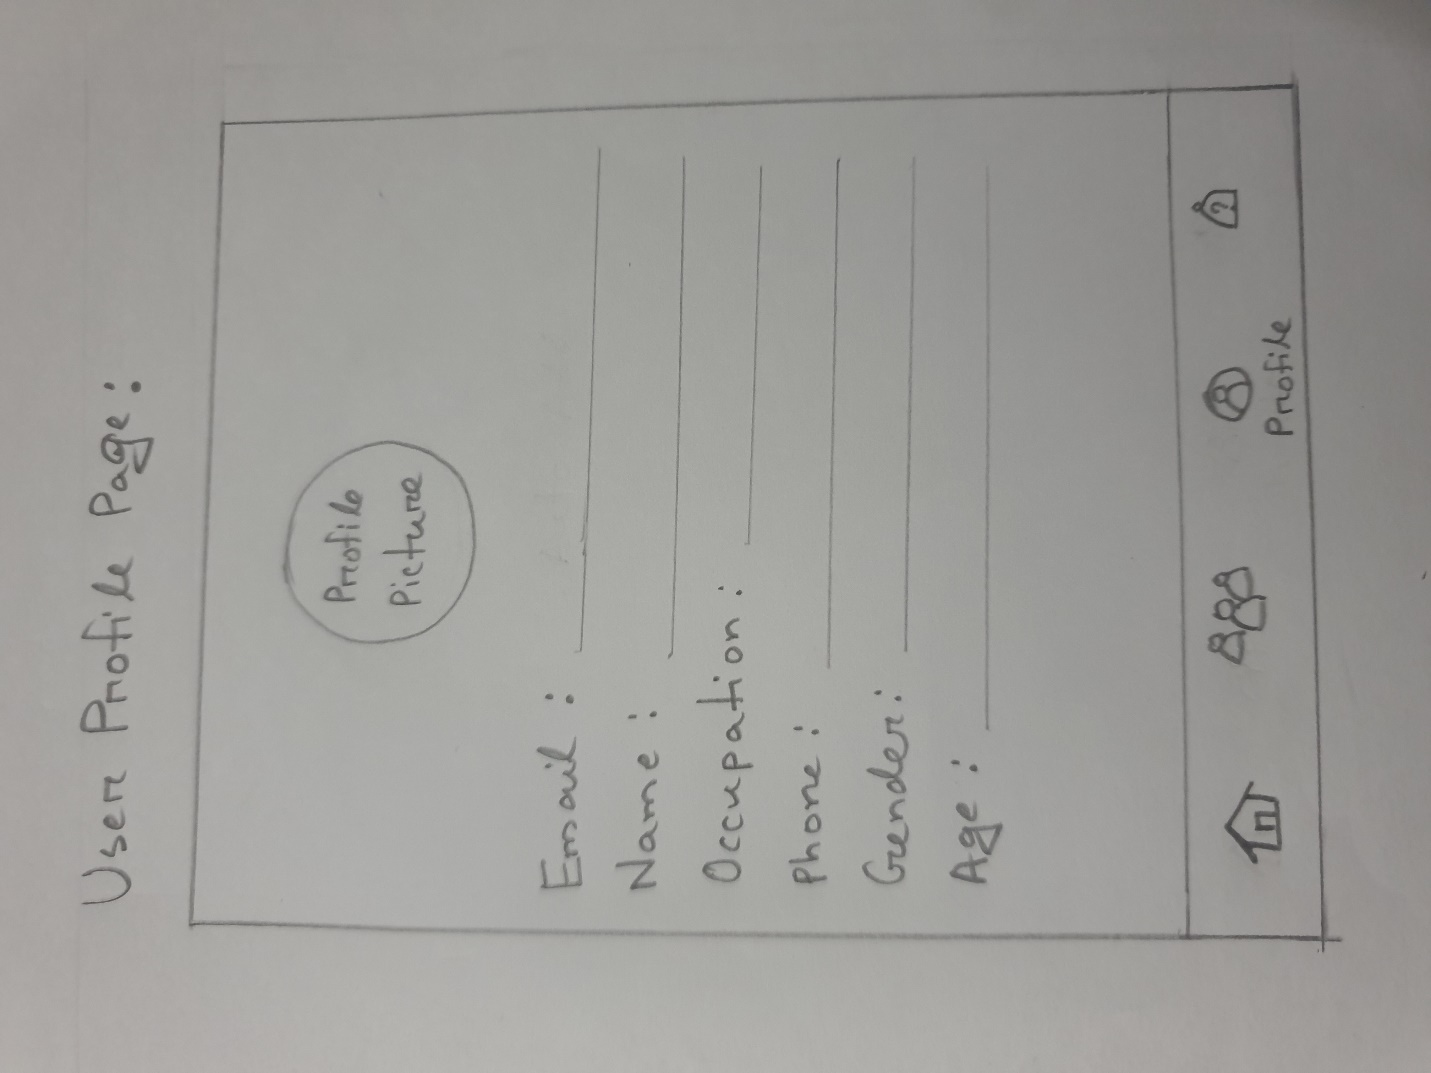 User Profile Page:
Profile
Picture
Email:
Name:
Occupation:
Phone:
Gender:
Age:
?
Profile